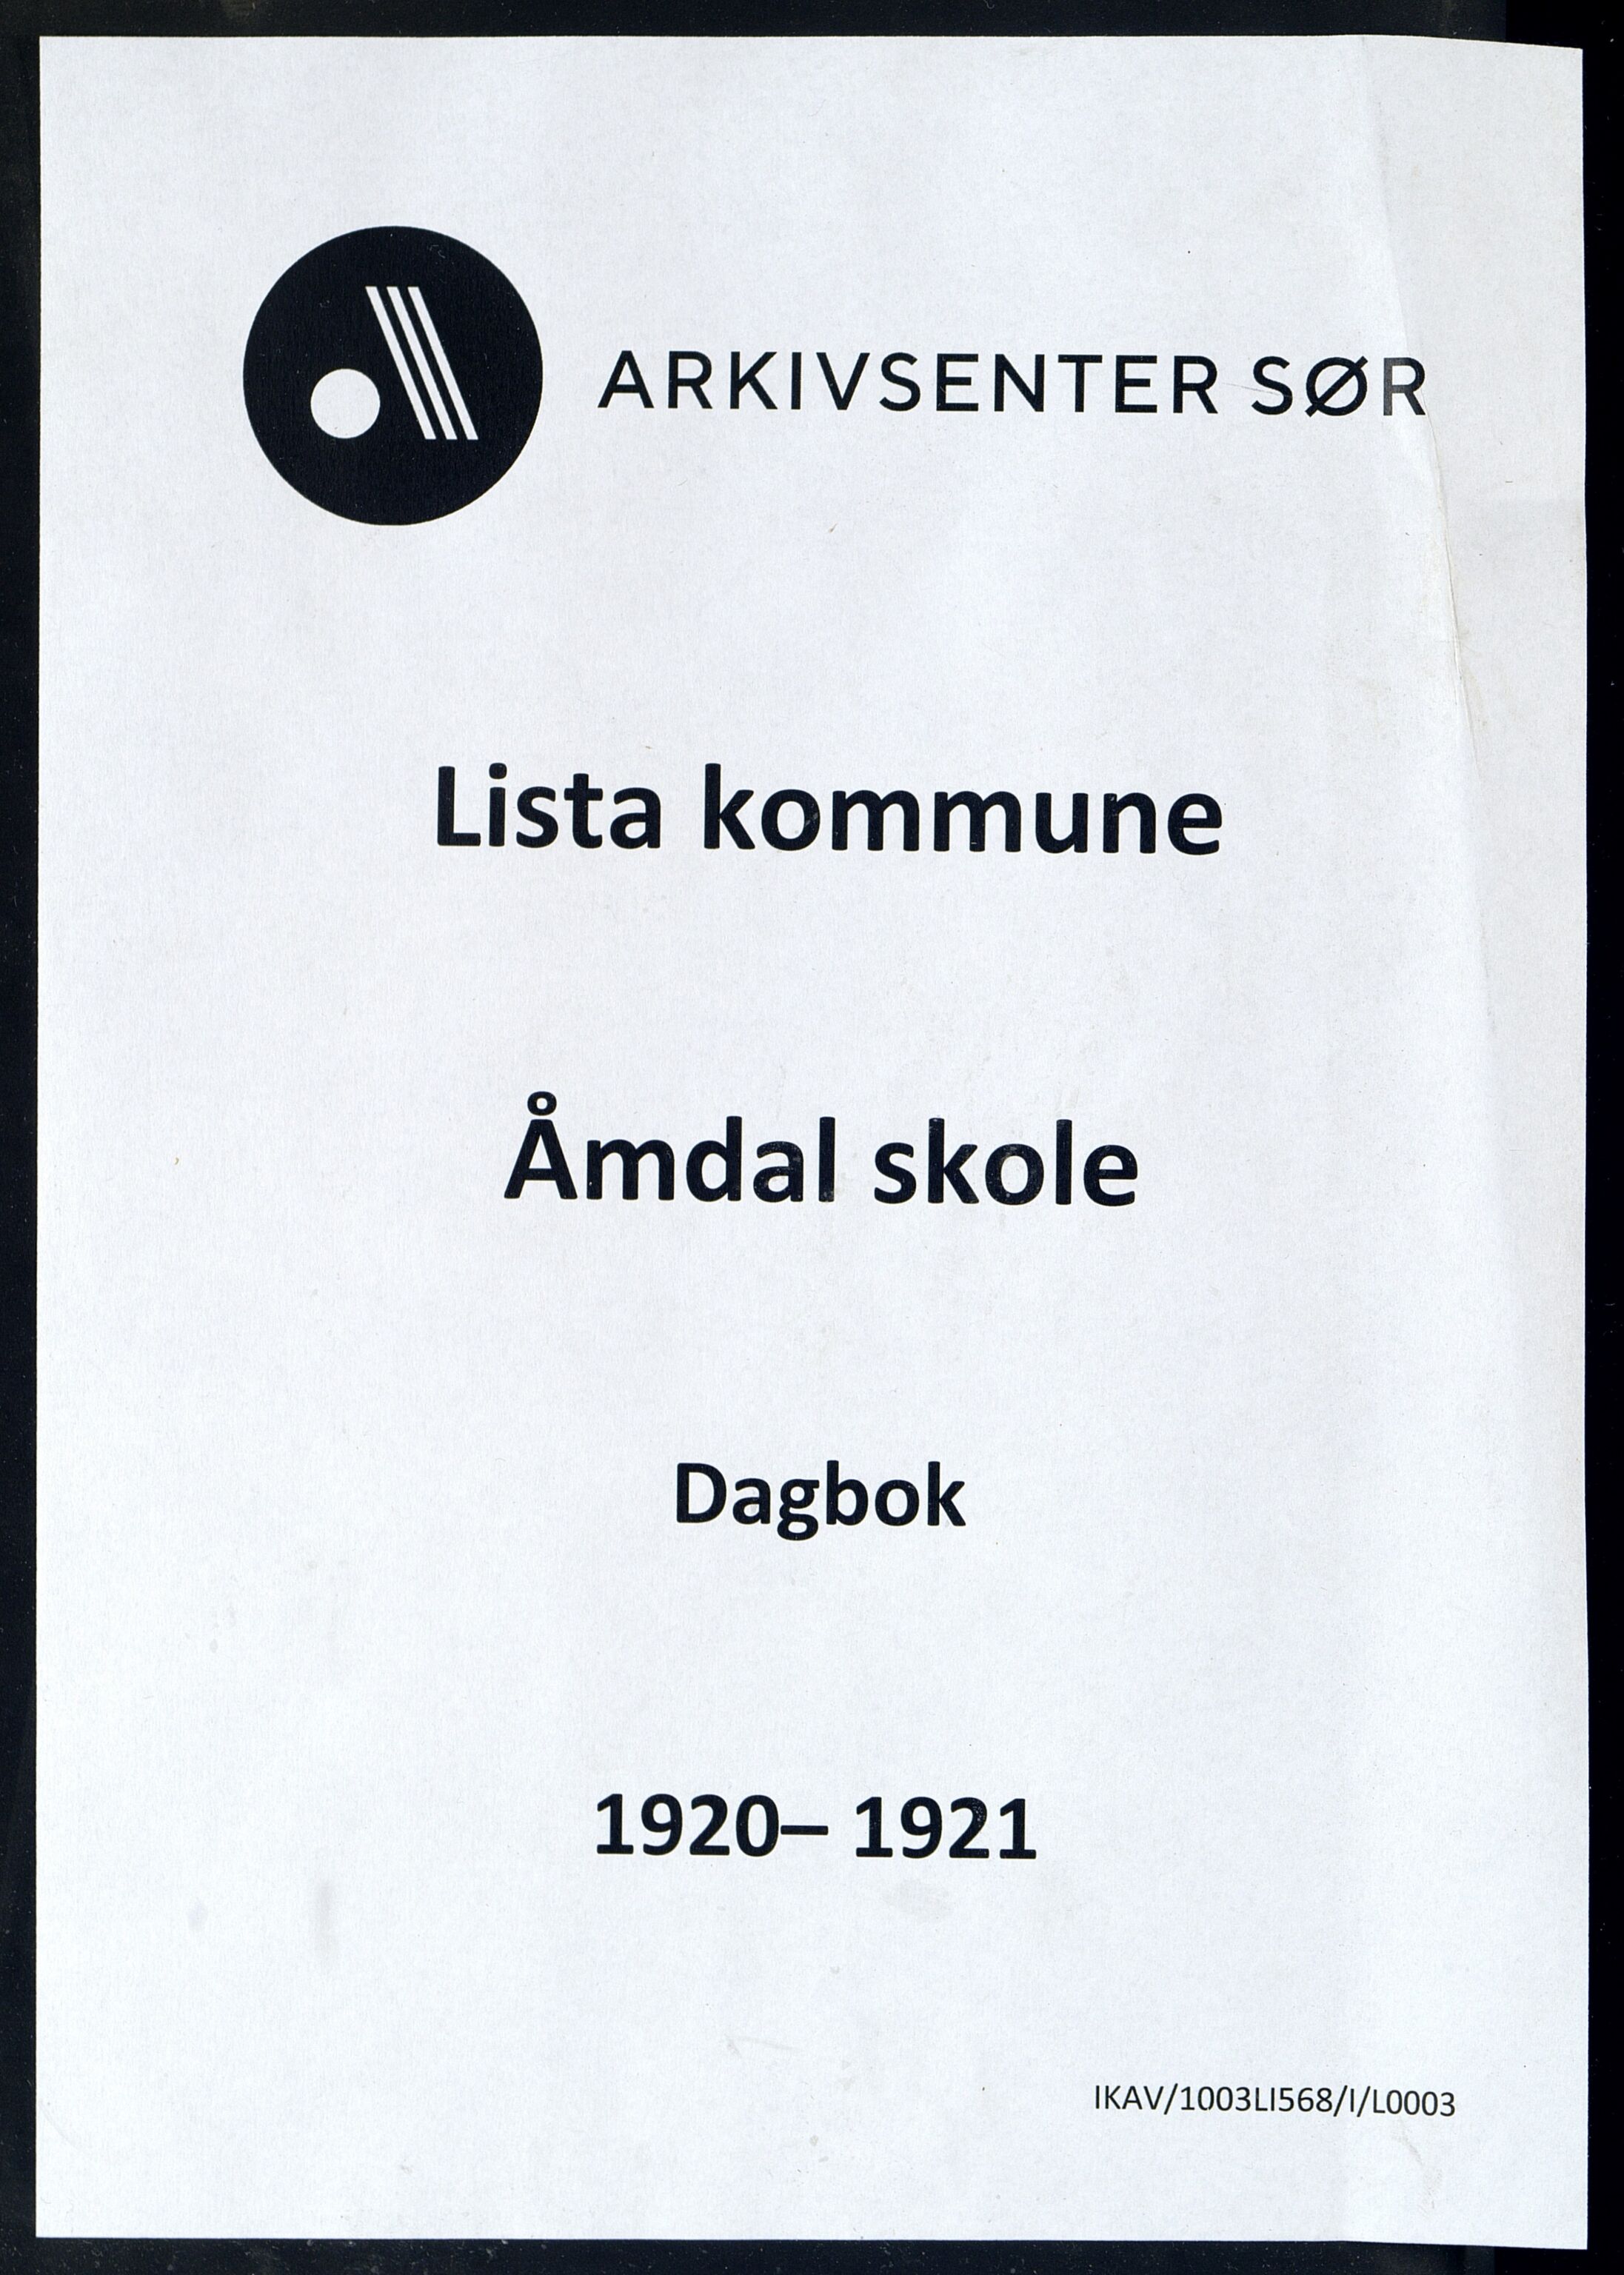 ARKIVSENTER SØR
Lista kommune
Åmdal skole
Dagbok
1920– 1921
IKAV/1003LI568/I/L0003